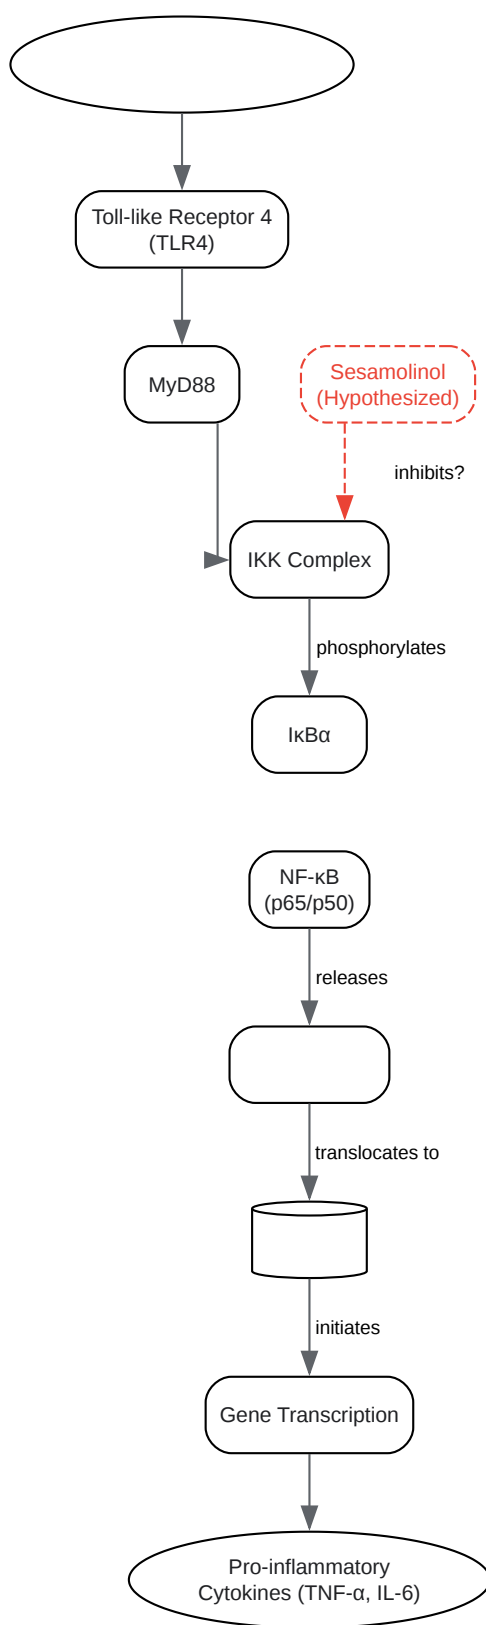 Toll-like Receptor 4
(TLR4)
MyD88
Sesamolinol
(Hypothesized)
inhibits?
IKK Complex
phosphorylates
IκBα
NF-κB
(p65/p50)
releases
translocates to
initiates
Gene Transcription
Pro-inflammatory
Cytokines (TNF-α, IL-6)